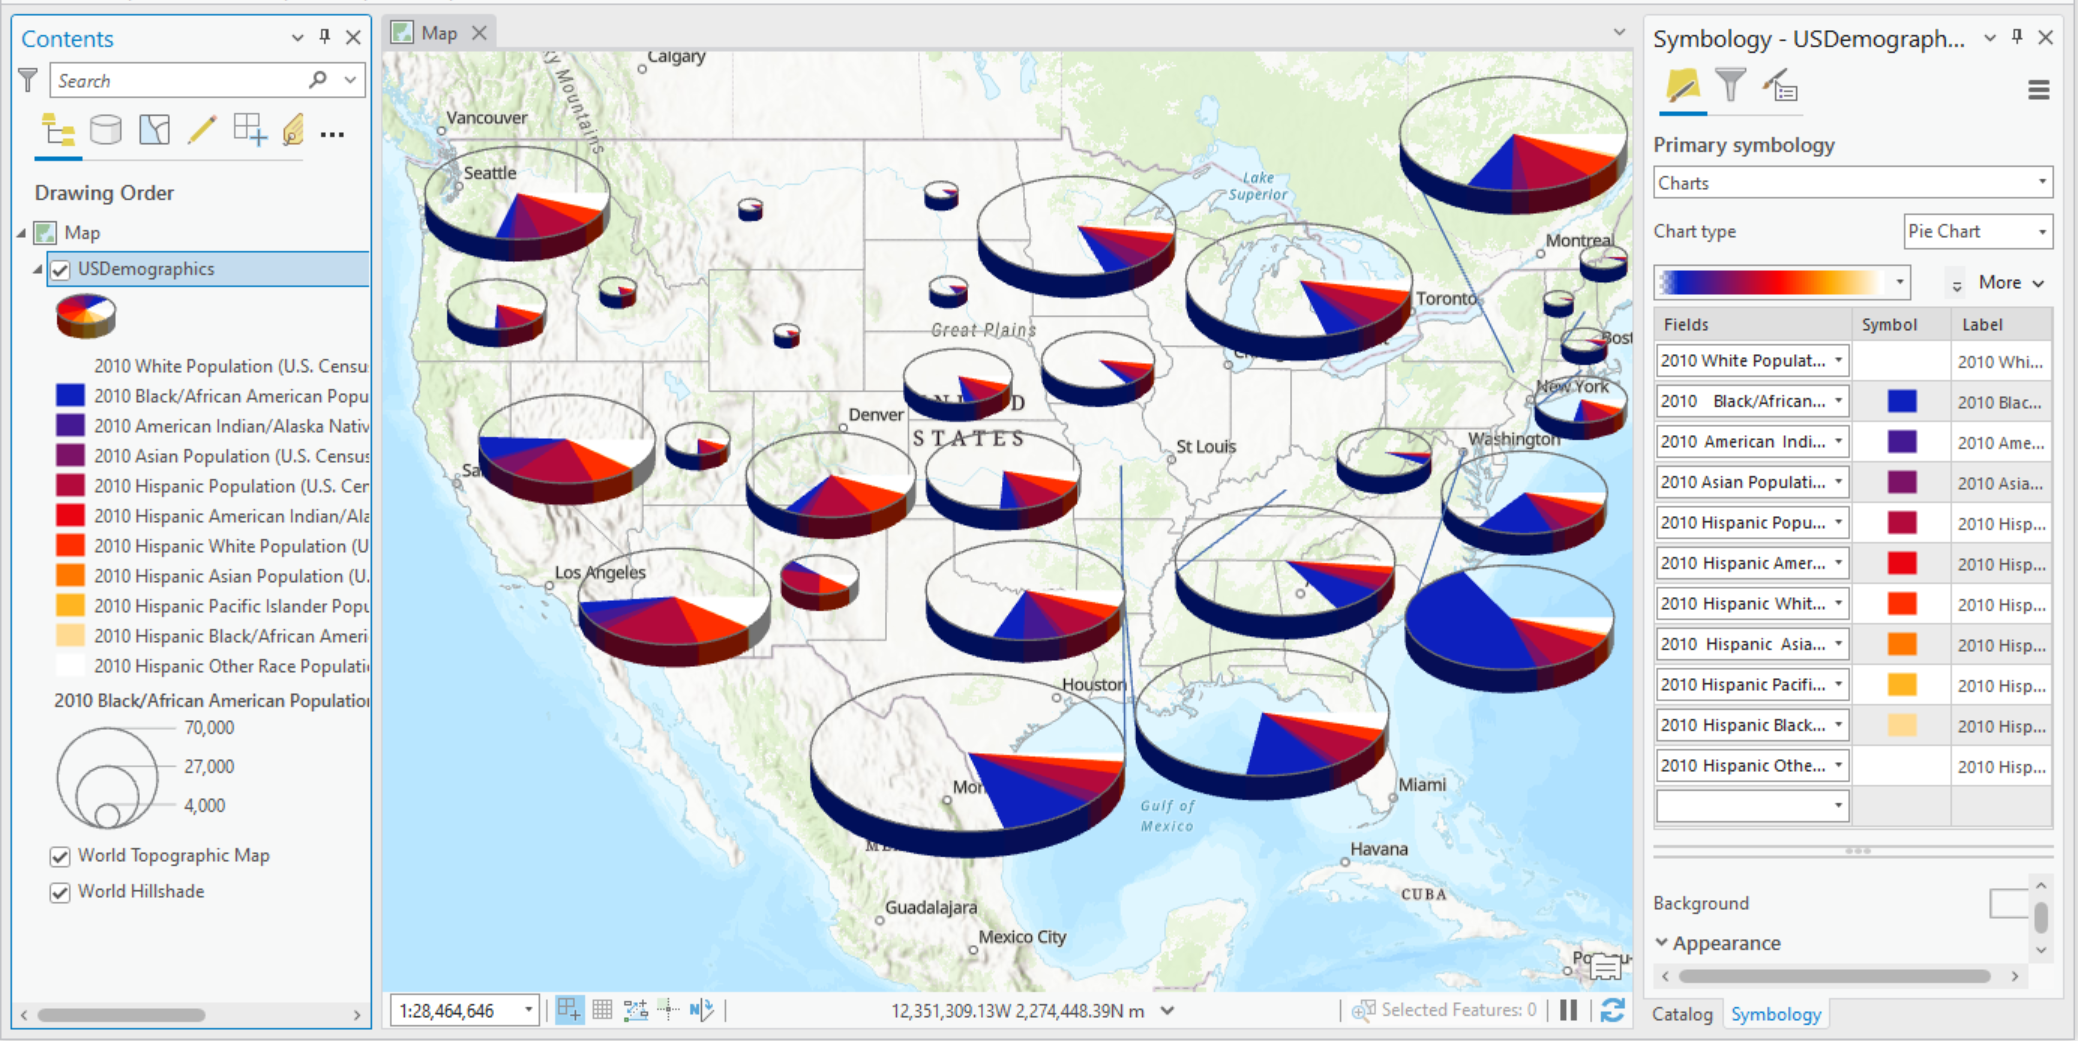 Contents
Search
Drawing Order
Map
USDemographics
2010 White Population (U.S. Censu
2010 Black/African American Popu
2010 American Indian/Alaska Nativ
2010 Asian Population (U.S. Census
2010 Hispanic Population (U.S. Cen
2010 Hispanic American Indian/Ala
2010 Hispanic White Population (U
2010 Hispanic Asian Population (U.
2010 Hispanic Pacific Islander Popu
2010 Hispanic Black/African Ameri
2010 Hispanic Other Race Populati
2010 Black/African American Population
70,000
27,000
4,000
World Topographic Map
World Hillshade
Map
Calgary
Mountains
Vancouver
Seattle
Lake
Superior
Montreal
Toronto
Great Plains
Bost
New York
Denver
D
STATES
St Louis
Washington
Sa
Los Angeles
Houston
Mon
Miami
Gulf of
Mexico
Havana
CUBA
Guadalajara
Mexico City
1:28,464,646
12,351,309.13W 2,274,448.39N m
Selected Features: 0
Symbology - USDemograph...
Primary symbology
Charts
Chart type
Pie Chart
More
Fields Symbol Label
2010 White Populat... 2010 Whi...
2010 Black/African... 2010 Blac...
2010 American Indi... 2010 Ame...
2010 Asian Populati... 2010 Asia...
2010 Hispanic Popu... 2010 Hisp...
2010 Hispanic Amer... 2010 Hisp...
2010 Hispanic Whit... 2010 Hisp...
2010 Hispanic Asia... 2010 Hisp...
2010 Hispanic Pacifi... 2010 Hisp...
2010 Hispanic Black... 2010 Hisp...
2010 Hispanic Othe... 2010 Hisp...
Background
Appearance
Catalog
Symbology